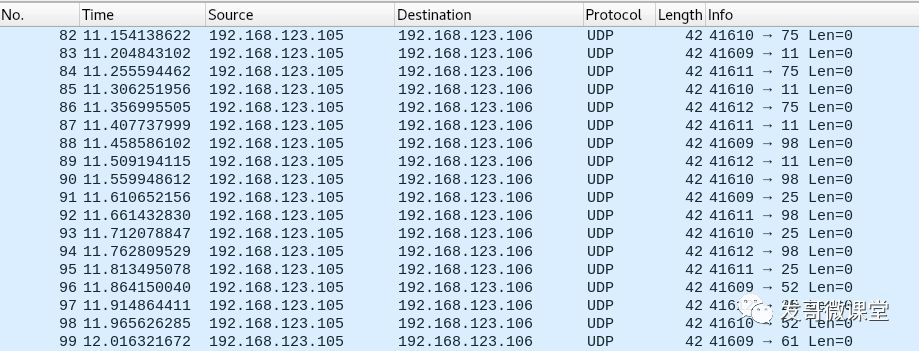 No. Time Source Destination Protocol Length Info
82 11.154138622 192.168.123.105 192.168.123.106 UDP 42 41610 → 75 Len=0
83 11.204843102 192.168.123.105 192.168.123.106 UDP 42 41609 → 11 Len=0
84 11.255594462 192.168.123.105 192.168.123.106 UDP 42 41611 → 75 Len=0
85 11.306251956 192.168.123.105 192.168.123.106 UDP 42 41610 → 11 Len=0
86 11.356995505 192.168.123.105 192.168.123.106 UDP 42 41612 → 75 Len=0
87 11.407737999 192.168.123.105 192.168.123.106 UDP 42 41611 → 11 Len=0
88 11.458586102 192.168.123.105 192.168.123.106 UDP 42 41609 → 98 Len=0
89 11.509194115 192.168.123.105 192.168.123.106 UDP 42 41612 → 11 Len=0
90 11.559948612 192.168.123.105 192.168.123.106 UDP 42 41610 → 98 Len=0
91 11.610652156 192.168.123.105 192.168.123.106 UDP 42 41609 → 25 Len=0
92 11.661432830 192.168.123.105 192.168.123.106 UDP 42 41611 → 98 Len=0
93 11.712078847 192.168.123.105 192.168.123.106 UDP 42 41610 → 25 Len=0
94 11.762809529 192.168.123.105 192.168.123.106 UDP 42 41612 → 98 Len=0
95 11.813495078 192.168.123.105 192.168.123.106 UDP 42 41611 → 25 Len=0
96 11.864150040 192.168.123.105 192.168.123.106 UDP 42 41609 → 52 Len=0
97 11.914864411 192.168.123.105 192.168.123.106 UDP 42
98 11.965626285 192.168.123.105 192.168.123.106 UDP 42 41610 → 52 Len=0
99 12.016321672 192.168.123.105 192.168.123.106 UDP 42 41609 → 61 Len=0
发哥微课堂